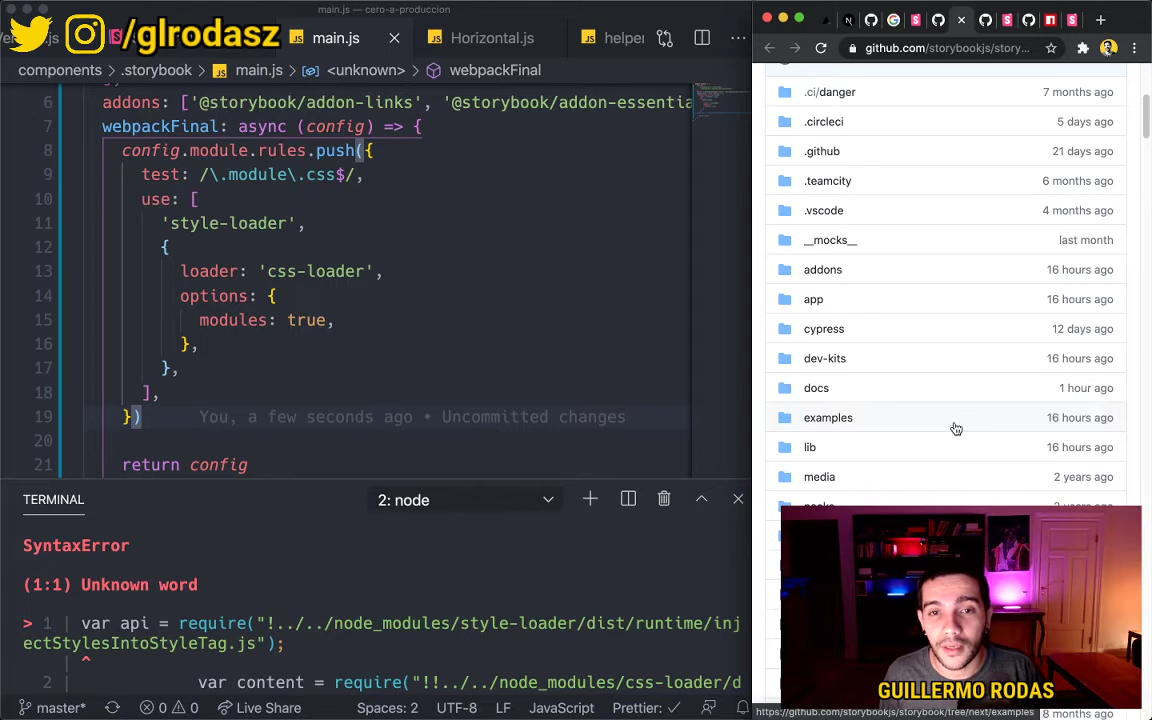 main.js — cero-a-produccion
/glrodasz
main.js
Horizontal.js
helper
components
.storybook
main.js
<unknown>
webpackFinal
6
addons: ['@storybook/addon-links', '@storybook/addon-essentia
7
webpackFinal: async (config) => {
8
config.module.rules.push({
9
test: /\.module\.css$/,
10
use: [
11
'style-loader',
12
{
13
loader: 'css-loader',
14
options: {
15
modules: true,
16
},
17
},
18
],
19
})
You, a few seconds ago • Uncommitted changes
20
21
return config
TERMINAL
2: node
SyntaxError
(1:1) Unknown word
> 1 | var api = require("!../../node_modules/style-loader/dist/runtime/inj
ectStylesIntoStyleTag.js");
| ^
2 | var content = require("!!../../node_modules/css-loader/d
master*
0
0
Live Share
Spaces: 2
UTF-8
LF
JavaScript
Prettier: ✓
github.com/storybookjs/story...
.ci/danger
7 months ago
.circleci
5 days ago
.github
21 days ago
.teamcity
6 months ago
.vscode
4 months ago
__mocks__
last month
addons
16 hours ago
app
16 hours ago
cypress
12 days ago
dev-kits
16 hours ago
docs
1 hour ago
examples
16 hours ago
lib
16 hours ago
media
2 years ago
GUILLERMO RODAS
https://github.com/storybookjs/storybook/tree/next/examples
8 months ago